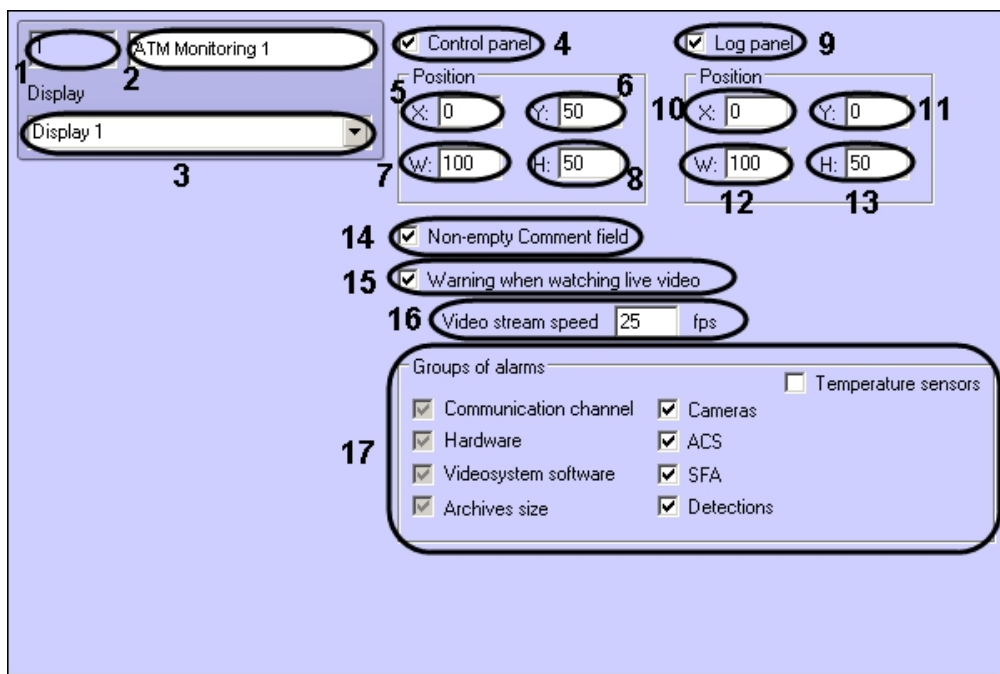 1 ATM Monitoring 1
1 2
Display
Display 1
3
Control panel 4
Position 6
5 X: 0 Y: 50
7 W: 100 H: 50 8
Log panel 9
Position
10 X: 0 Y: 0 11
W: 100 H: 50
12 13
14 Non-empty Comment field
15 Warning when watching live video
16 Video stream speed 25 fps
Groups of alarms
Temperature sensors
Communication channel Cameras
Hardware ACS
17 Videosystem software SFA
Archives size Detections